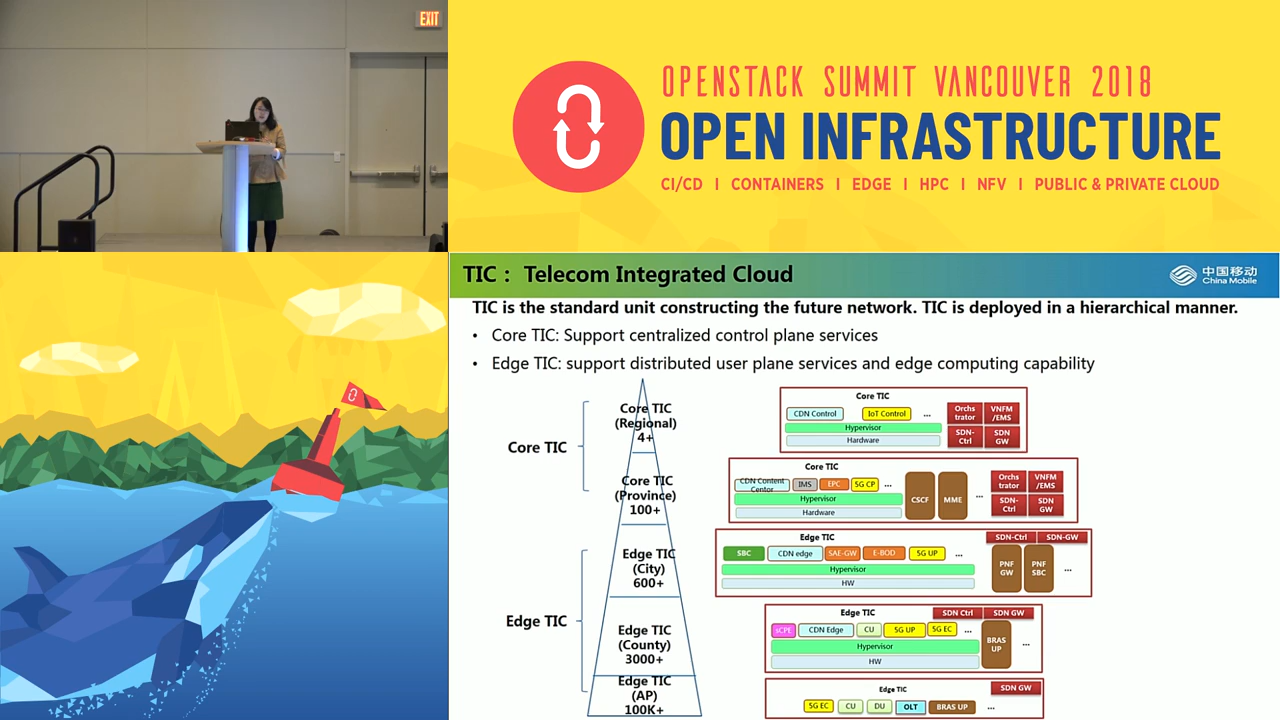 EXIT
OPENSTACK SUMMIT VANCOUVER 2018
OPEN INFRASTRUCTURE
CI/CD | CONTAINERS | EDGE | HPC | NFV | PUBLIC & PRIVATE CLOUD
TIC： Telecom Integrated Cloud
中国移动
China Mobile
TIC is the standard unit constructing the future network. TIC is deployed in a hierarchical manner.
• Core TIC: Support centralized control plane services
• Edge TIC: support distributed user plane services and edge computing capability
Core TIC
Edge TIC
Core TIC
(Regional)
4+
Core TIC
(Province)
100+
Edge TIC
(City)
600+
Edge TIC
(County)
3000+
Edge TIC
(AP)
100K+
Core TIC
CDN Control
IoT Control
...
Hypervisor
Hardware
Orchs
trator
VNFM
/EMS
SDN-
Ctrl
SDN
GW
Core TIC
CDN Content
Centor
IMS
EPC
5G CP
...
Hypervisor
Hardware
CSCF
MME
...
Orchs
trator
VNFM
/EMS
SDN-
Ctrl
SDN
GW
Edge TIC
SDN-Ctrl
SDN-GW
SBC
CDN edge
SAE-GW
E-BOD
5G UP
...
Hypervisor
HW
PNF
GW
PNF
SBC
...
Edge TIC
SDN Ctrl
SDN GW
sCPE
CDN Edge
CU
5G UP
5G EC
...
Hypervisor
HW
BRAS
UP
...
Edge TIC
SDN GW
5G EC
CU
DU
OLT
BRAS UP
...